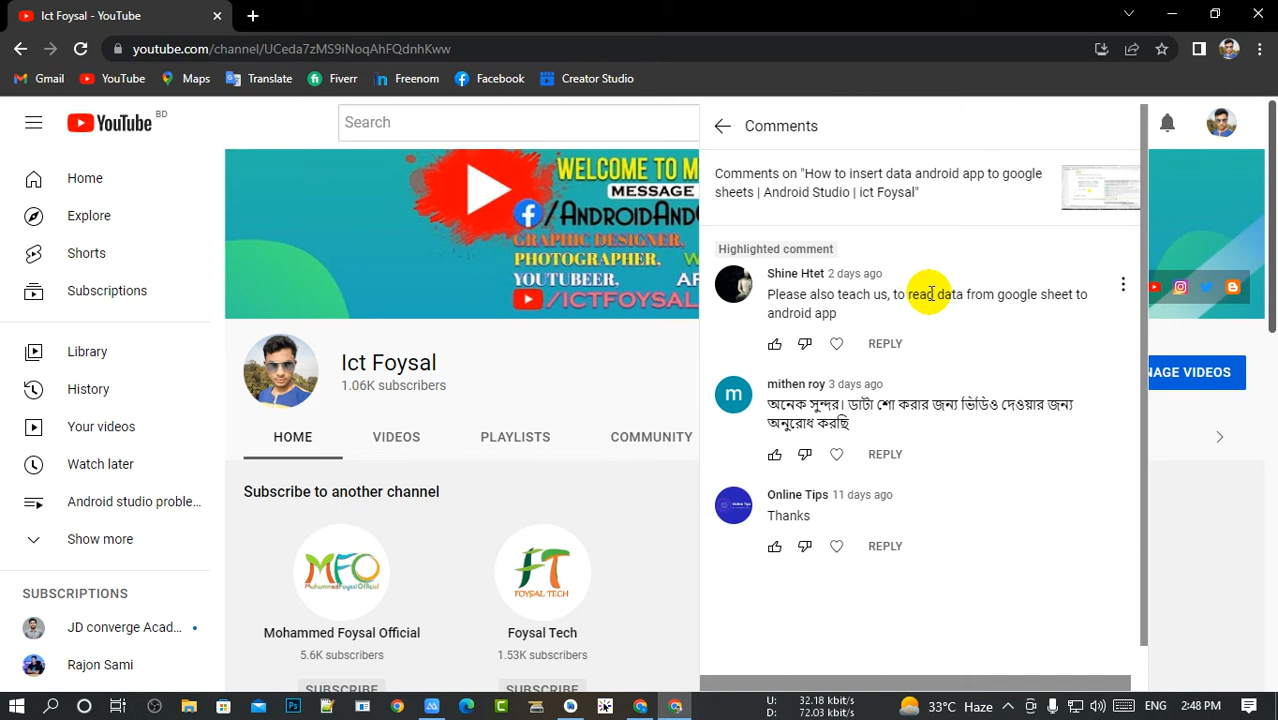 Ict Foysal - YouTube
youtube.com/channel/UCeda7zMS9iNoqAhFQdnhKww
Gmail YouTube Maps Translate Fiverr Freenom Facebook Creator Studio
YouTube BD
Search
Home
Explore
Shorts
Subscriptions
Library
History
Your videos
Watch later
Android studio proble...
Show more
SUBSCRIPTIONS
JD converge Acad...
Rajon Sami
WELCOME TO M
MESSAGE
/ANDROIDAND
GRAPHIC DESIGNER,
PHOTOGRAPHER,
YOUTUBEER,
/ICTFOYSAL
Ict Foysal
1.06K subscribers
NAGE VIDEOS
HOME VIDEOS PLAYLISTS COMMUNITY
Subscribe to another channel
MFO
MohammedFoysalOfficial
FT
FOYSAL TECH
Mohammed Foysal Official
5.6K subscribers
SUBSCRIBE
Foysal Tech
1.53K subscribers
SUBSCRIBE
Comments
Comments on "How to insert data android app to google
sheets | Android Studio | ict Foysal"
Highlighted comment
Shine Htet 2 days ago
Please also teach us, to read data from google sheet to
android app
REPLY
m
mithen roy 3 days ago
অনেক সুন্দর। ডাটা শো করার জন্য ভিডিও দেওয়ার জন্য
অনুরোধ করছি
REPLY
Online Tips 11 days ago
Thanks
REPLY
U: 32.18 kbit/s
D: 72.03 kbit/s
33°C Haze
ENG
2:48 PM